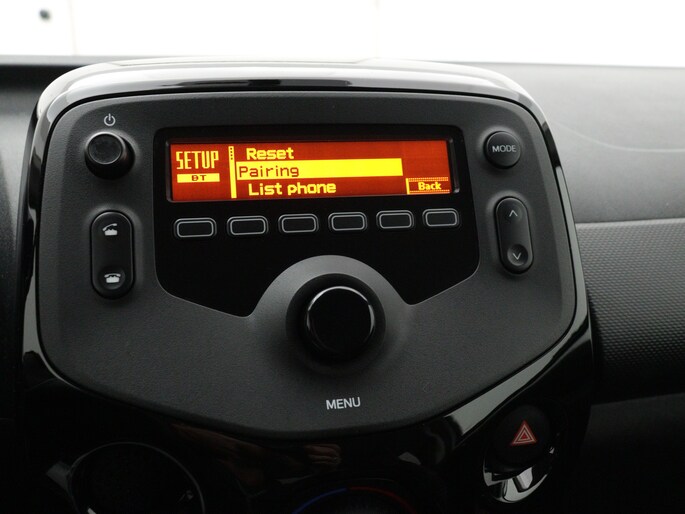 SETUP
BT
Reset
Pairing
List phone
Back
MODE
MENU